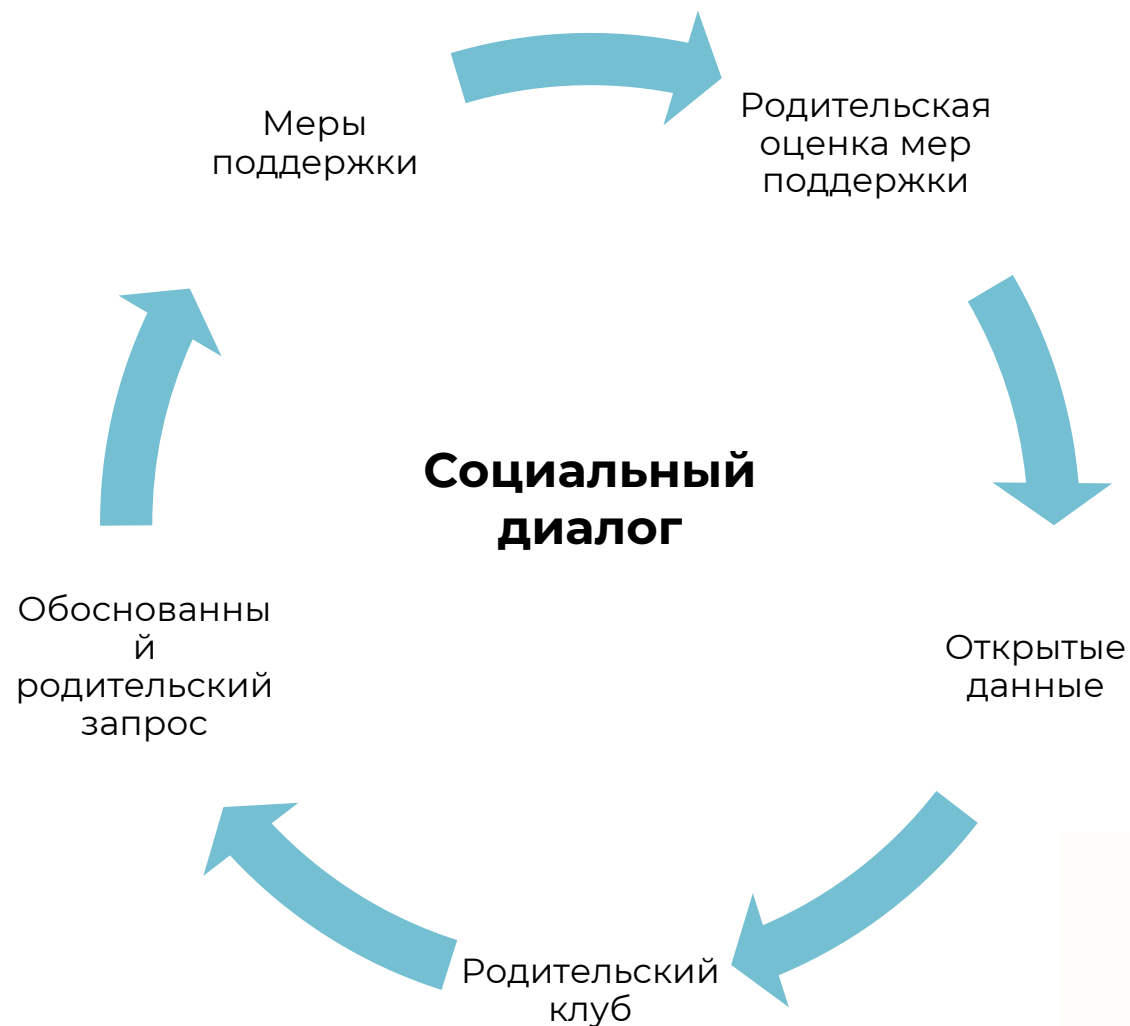 Меры
поддержки
Родительская
оценка мер
поддержки
Социальный
диалог
Обоснованны
й
родительский
запрос
Открытые
данные
Родительский
клуб